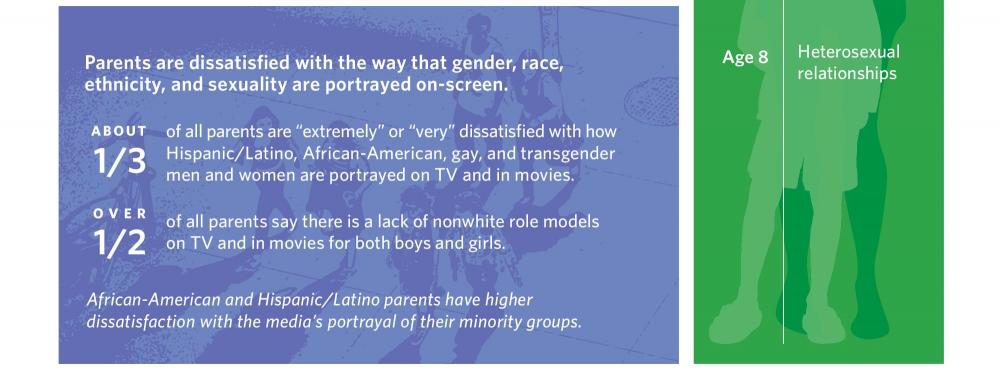 Parents are dissatisfied with the way that gender, race,
ethnicity, and sexuality are portrayed on-screen.
ABOUT
1/3
of all parents are “extremely” or “very” dissatisfied with how
Hispanic/Latino, African-American, gay, and transgender
men and women are portrayed on TV and in movies.
OVER
1/2
of all parents say there is a lack of nonwhite role models
on TV and in movies for both boys and girls.
African-American and Hispanic/Latino parents have higher
dissatisfaction with the media’s portrayal of their minority groups.
Age 8
Heterosexual
relationships